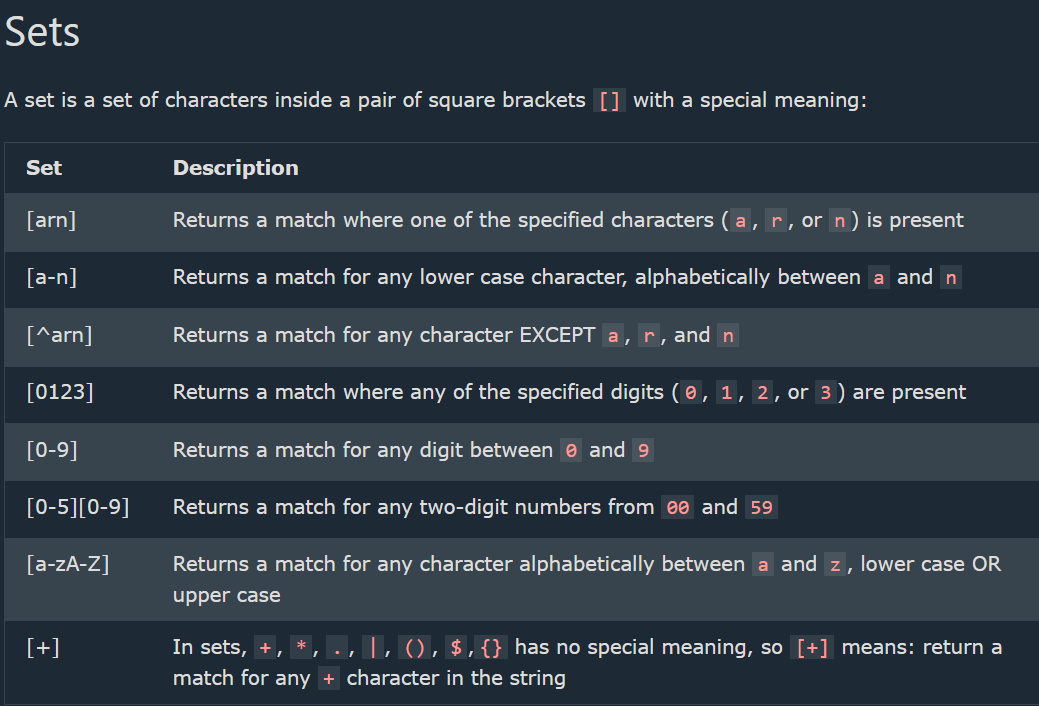 Sets
A set is a set of characters inside a pair of square brackets [] with a special meaning:
Set Description
[arn] Returns a match where one of the specified characters (a, r, or n) is present
[a-n] Returns a match for any lower case character, alphabetically between a and n
[^arn] Returns a match for any character EXCEPT a, r, and n
[0123] Returns a match where any of the specified digits (0, 1, 2, or 3) are present
[0-9] Returns a match for any digit between 0 and 9
[0-5][0-9] Returns a match for any two-digit numbers from 00 and 59
[a-zA-Z] Returns a match for any character alphabetically between a and z, lower case OR
upper case
[+] In sets, +, *, ., |, (), $,{} has no special meaning, so [+] means: return a
match for any + character in the string